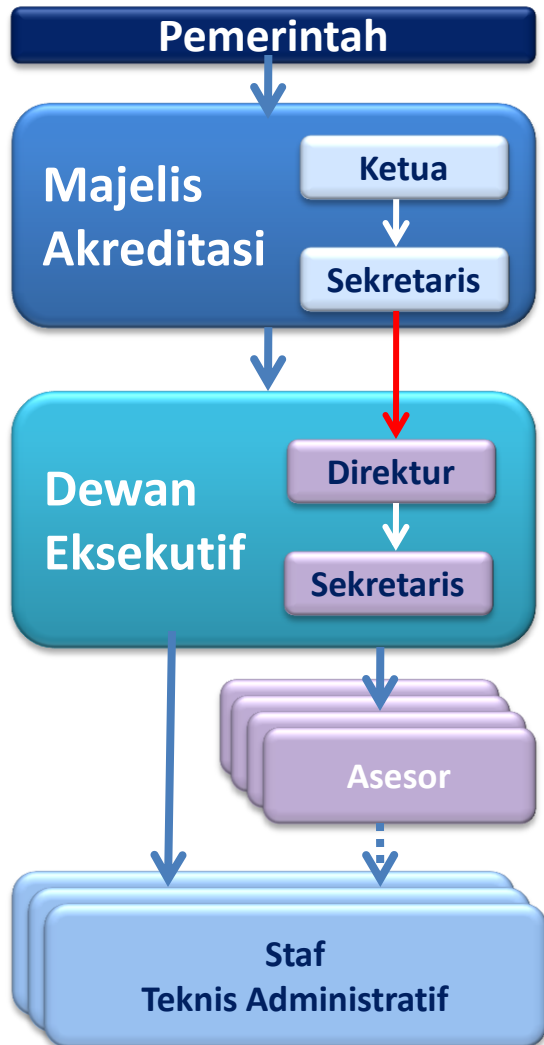 Pemerintah
Majelis
Akreditasi
Ketua
Sekretaris
Dewan
Eksekutif
Direktur
Sekretaris
Asesor
Staf
Teknis Administratif